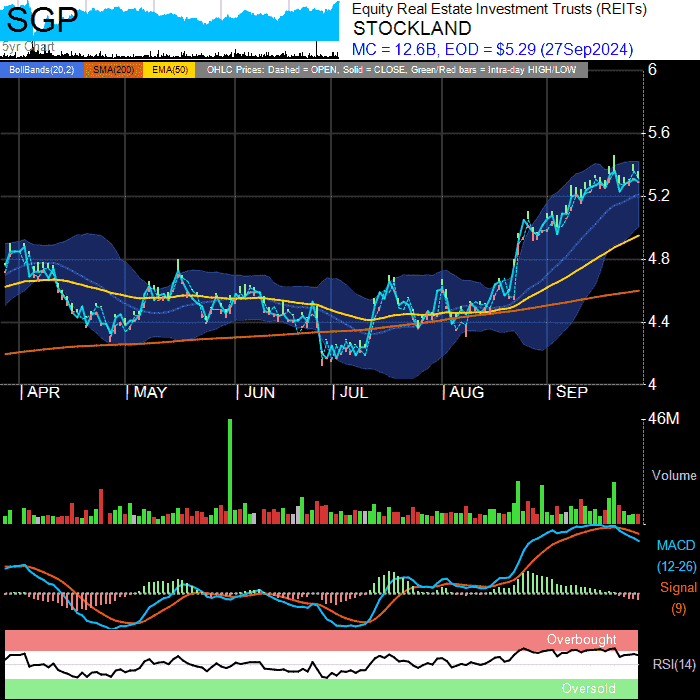 SGP
5yr Chart
Equity Real Estate Investment Trusts (REITs)
STOCKLAND
MC = 12.6B, EOD = $5.29 (27Sep2024)
BollBands(20,2) SMA(200) EMA(50) OHLC Prices: Dashed = OPEN, Solid = CLOSE, Green/Red bars = Intra-day HIGH/LOW
6
5.6
5.2
4.8
4.4
4
APR MAY JUN JUL AUG SEP
46M
Volume
MACD
(12-26)
Signal
(9)
Overbought
RSI(14)
Oversold